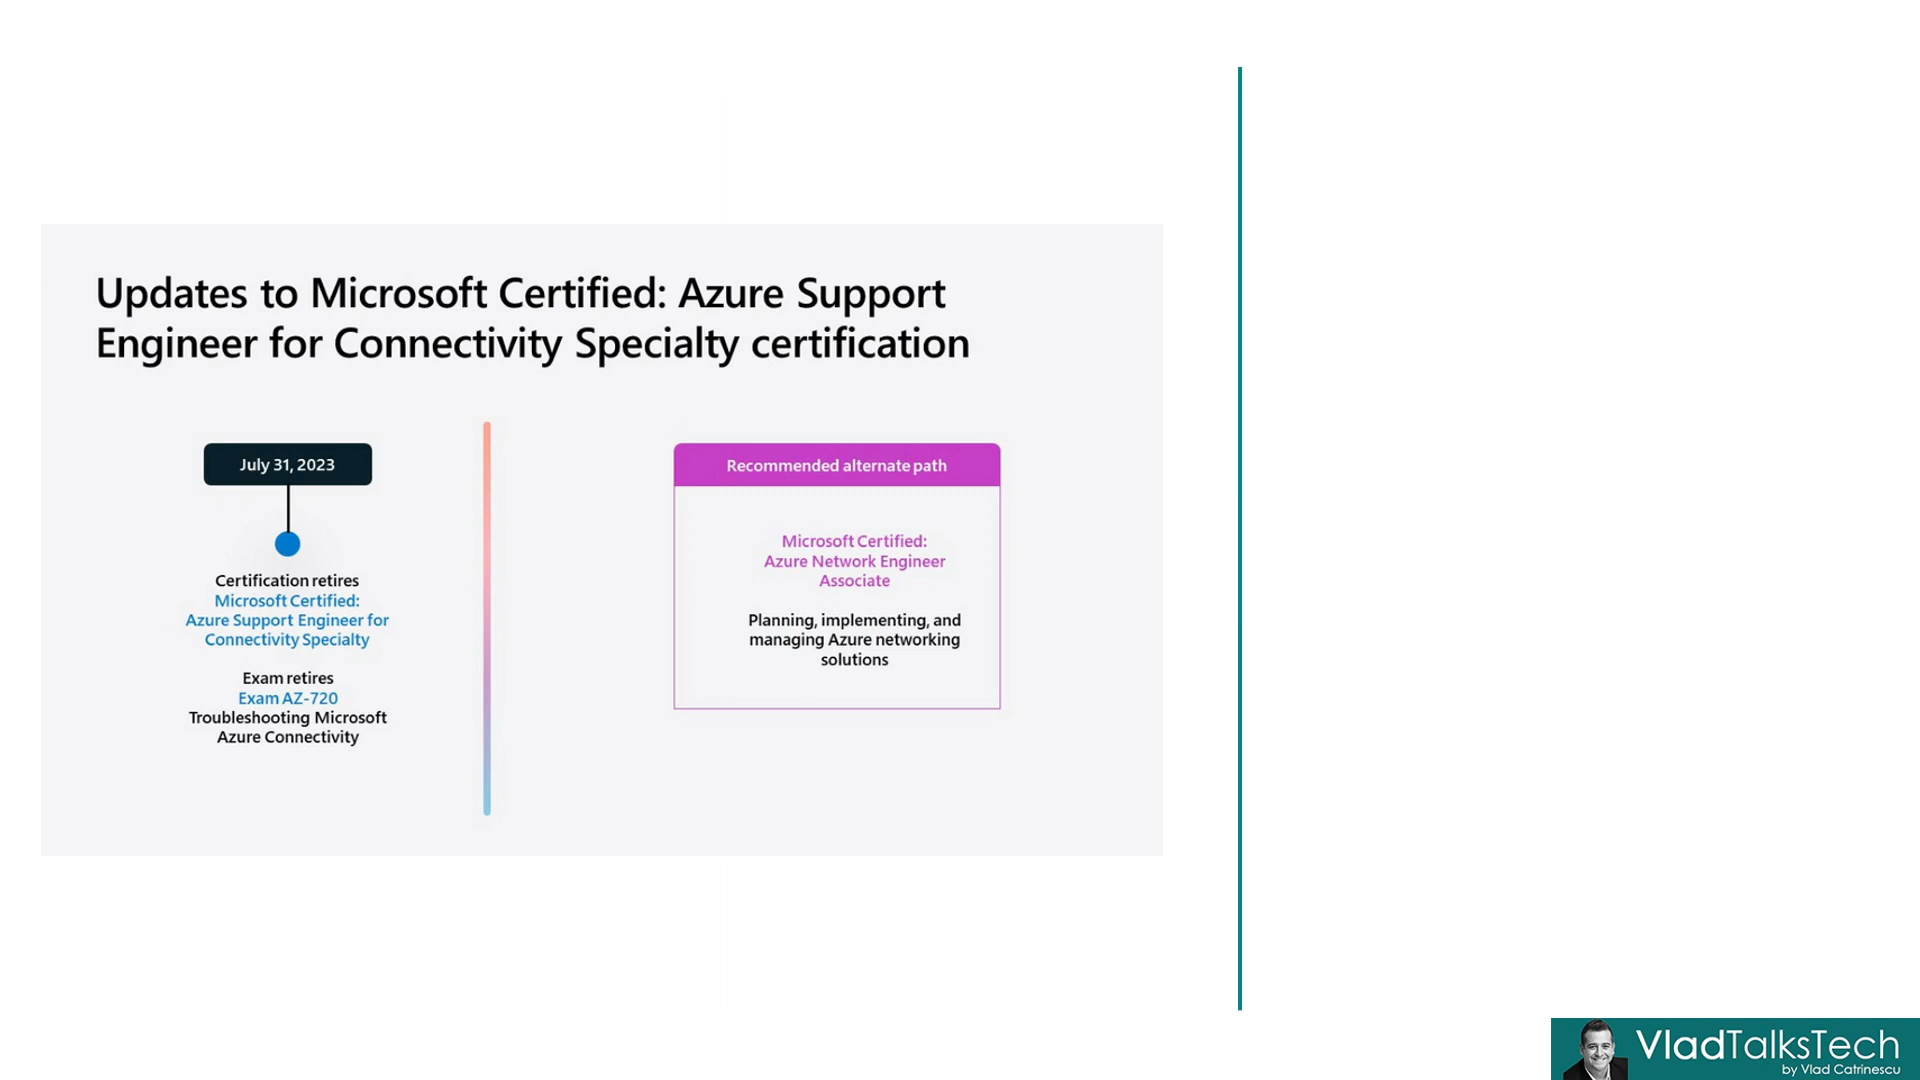 Updates to Microsoft Certified: Azure Support
Engineer for Connectivity Specialty certification
July 31, 2023
Certification retires
Microsoft Certified:
Azure Support Engineer for
Connectivity Specialty
Exam retires
Exam AZ-720
Troubleshooting Microsoft
Azure Connectivity
Recommended alternate path
Microsoft Certified:
Azure Network Engineer
Associate
Planning, implementing, and
managing Azure networking
solutions
VladTalksTech
by Vlad Catrinescu